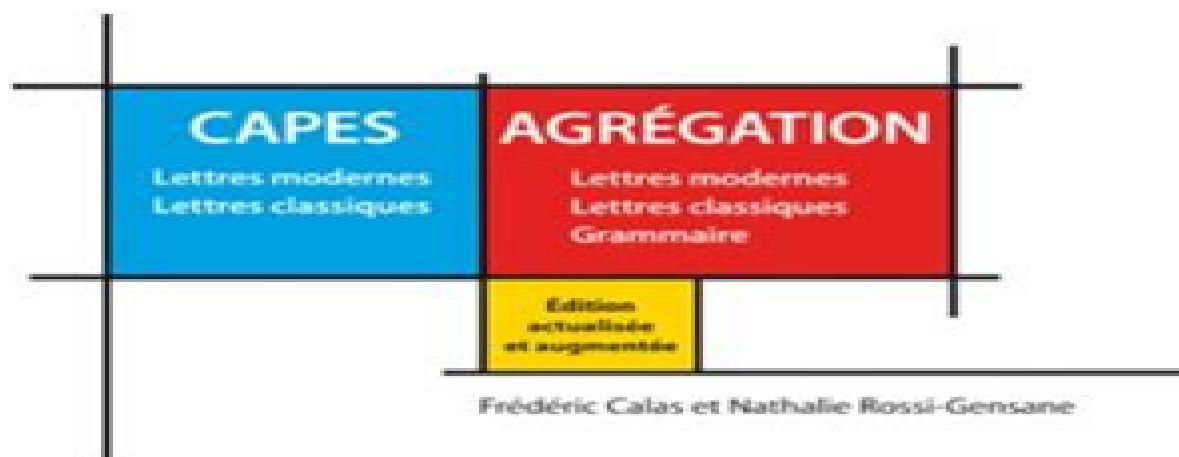 CAPES
Lettres modernes
Lettres classiques
AGRÉGATION
Lettres modernes
Lettres classiques
Grammaire
Édition
actualisée
et augmentée
Frédéric Calas et Nathalie Rossi-Gensane